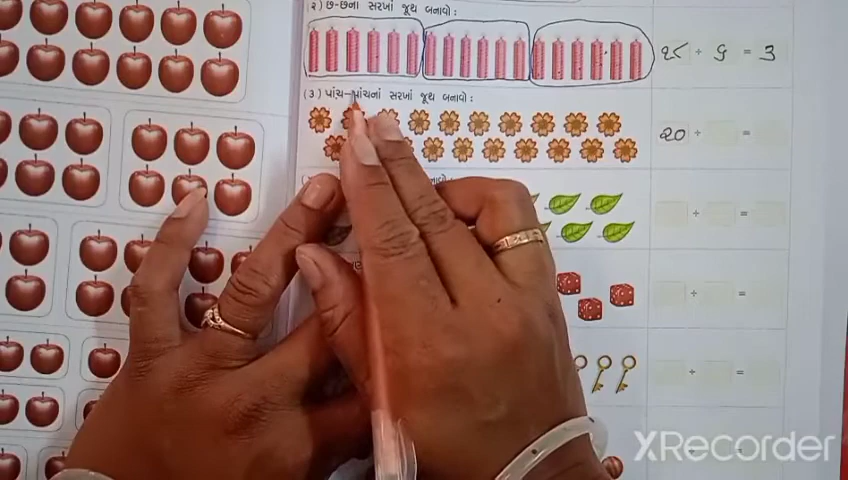 ૨) છ-છના સરખાં જૂથ બનાવો :
૧૮ ÷ ૬ = ૩
(૩) પાંચ-પાંચનાં સરખાં જૂથ બનાવો :
૨૦ ÷ =
÷ =
÷ =
÷ =
XRecorder